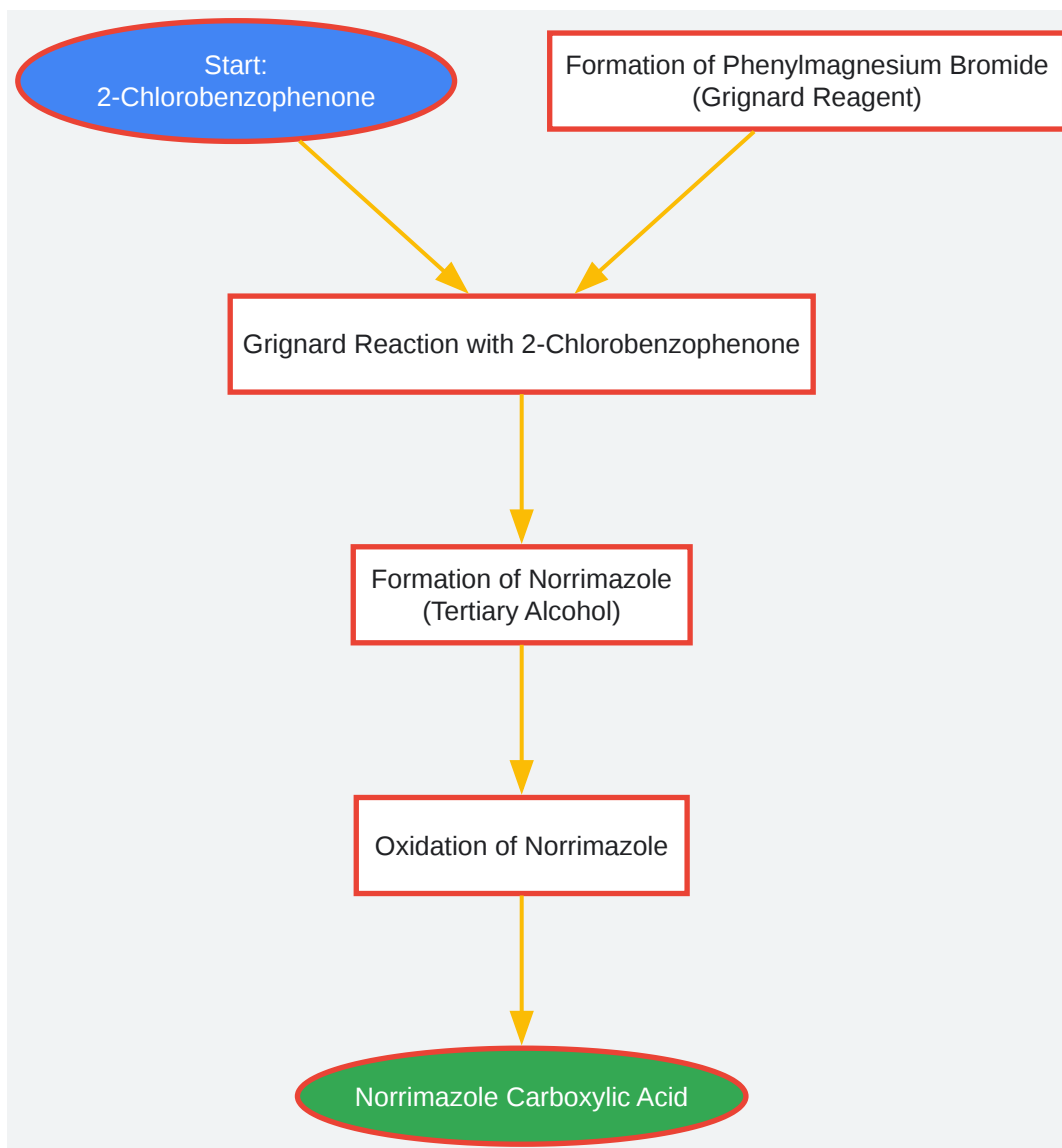 Start:
2-Chlorobenzophenone
Formation of Phenylmagnesium Bromide
(Grignard Reagent)
Grignard Reaction with 2-Chlorobenzophenone
Formation of Norrimazole
(Tertiary Alcohol)
Oxidation of Norrimazole
Norrimazole Carboxylic Acid